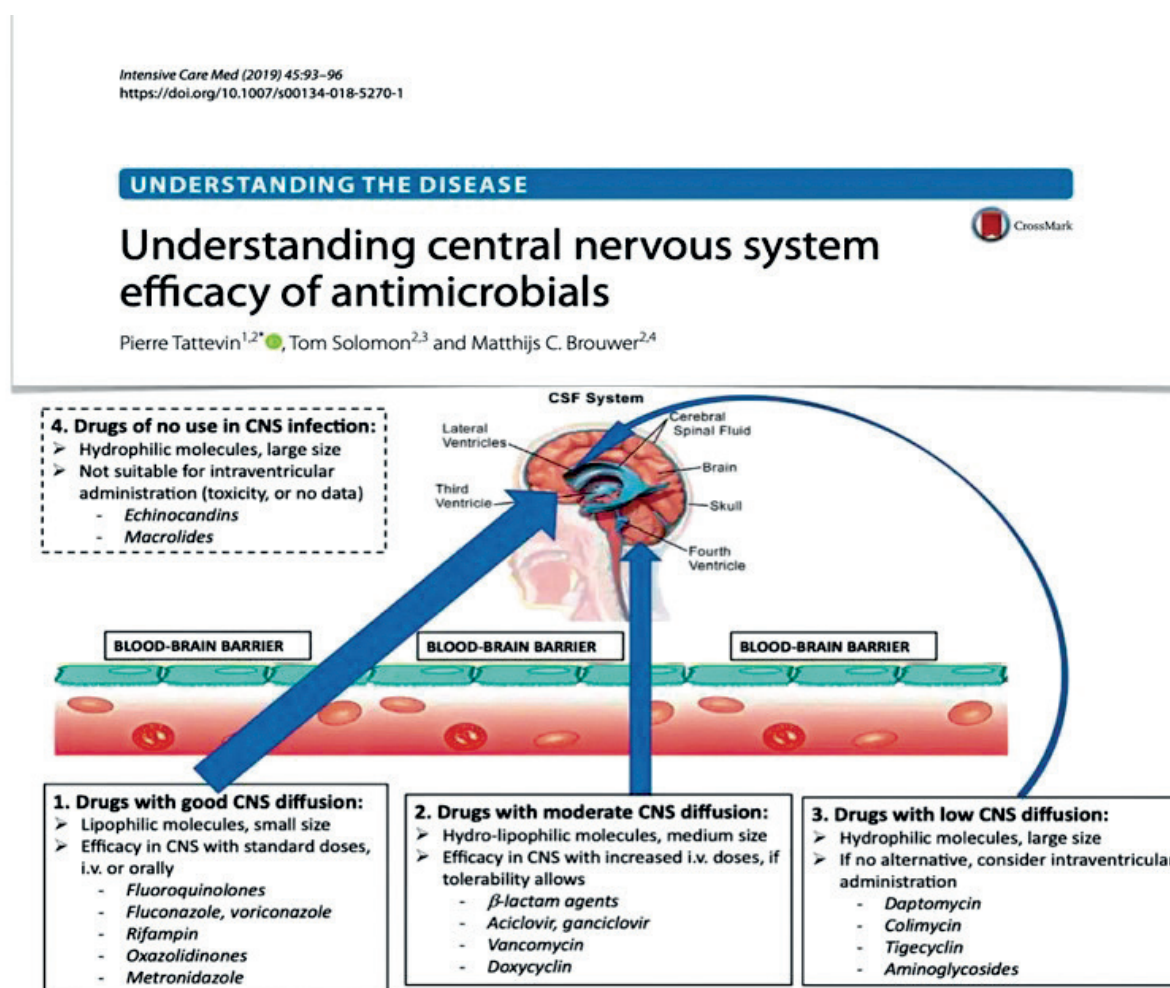 Intensive Care Med (2019) 45:93–96
https://doi.org/10.1007/s00134-018-5270-1
UNDERSTANDING THE DISEASE
CrossMark
Understanding central nervous system
efficacy of antimicrobials
Pierre Tattevin1,2* , Tom Solomon2,3 and Matthijs C. Brouwer2,4
4. Drugs of no use in CNS infection:
➢ Hydrophilic molecules, large size
➢ Not suitable for intraventricular
administration (toxicity, or no data)
- Echinocandins
- Macrolides
CSF System
Lateral
Ventricles
Third
Ventricle
Cerebral
Spinal Fluid
Brain
Skull
Fourth
Ventricle
BLOOD-BRAIN BARRIER
BLOOD-BRAIN BARRIER
BLOOD-BRAIN BARRIER
1. Drugs with good CNS diffusion:
➢ Lipophilic molecules, small size
➢ Efficacy in CNS with standard doses,
i.v. or orally
- Fluoroquinolones
- Fluconazole, voriconazole
- Rifampin
- Oxazolidinones
- Metronidazole
2. Drugs with moderate CNS diffusion:
➢ Hydro-lipophilic molecules, medium size
➢ Efficacy in CNS with increased i.v. doses, if
tolerability allows
- β-lactam agents
- Aciclovir, ganciclovir
- Vancomycin
- Doxycyclin
3. Drugs with low CNS diffusion:
➢ Hydrophilic molecules, large size
➢ If no alternative, consider intraventricular
administration
- Daptomycin
- Colimycin
- Tigecyclin
- Aminoglycosides